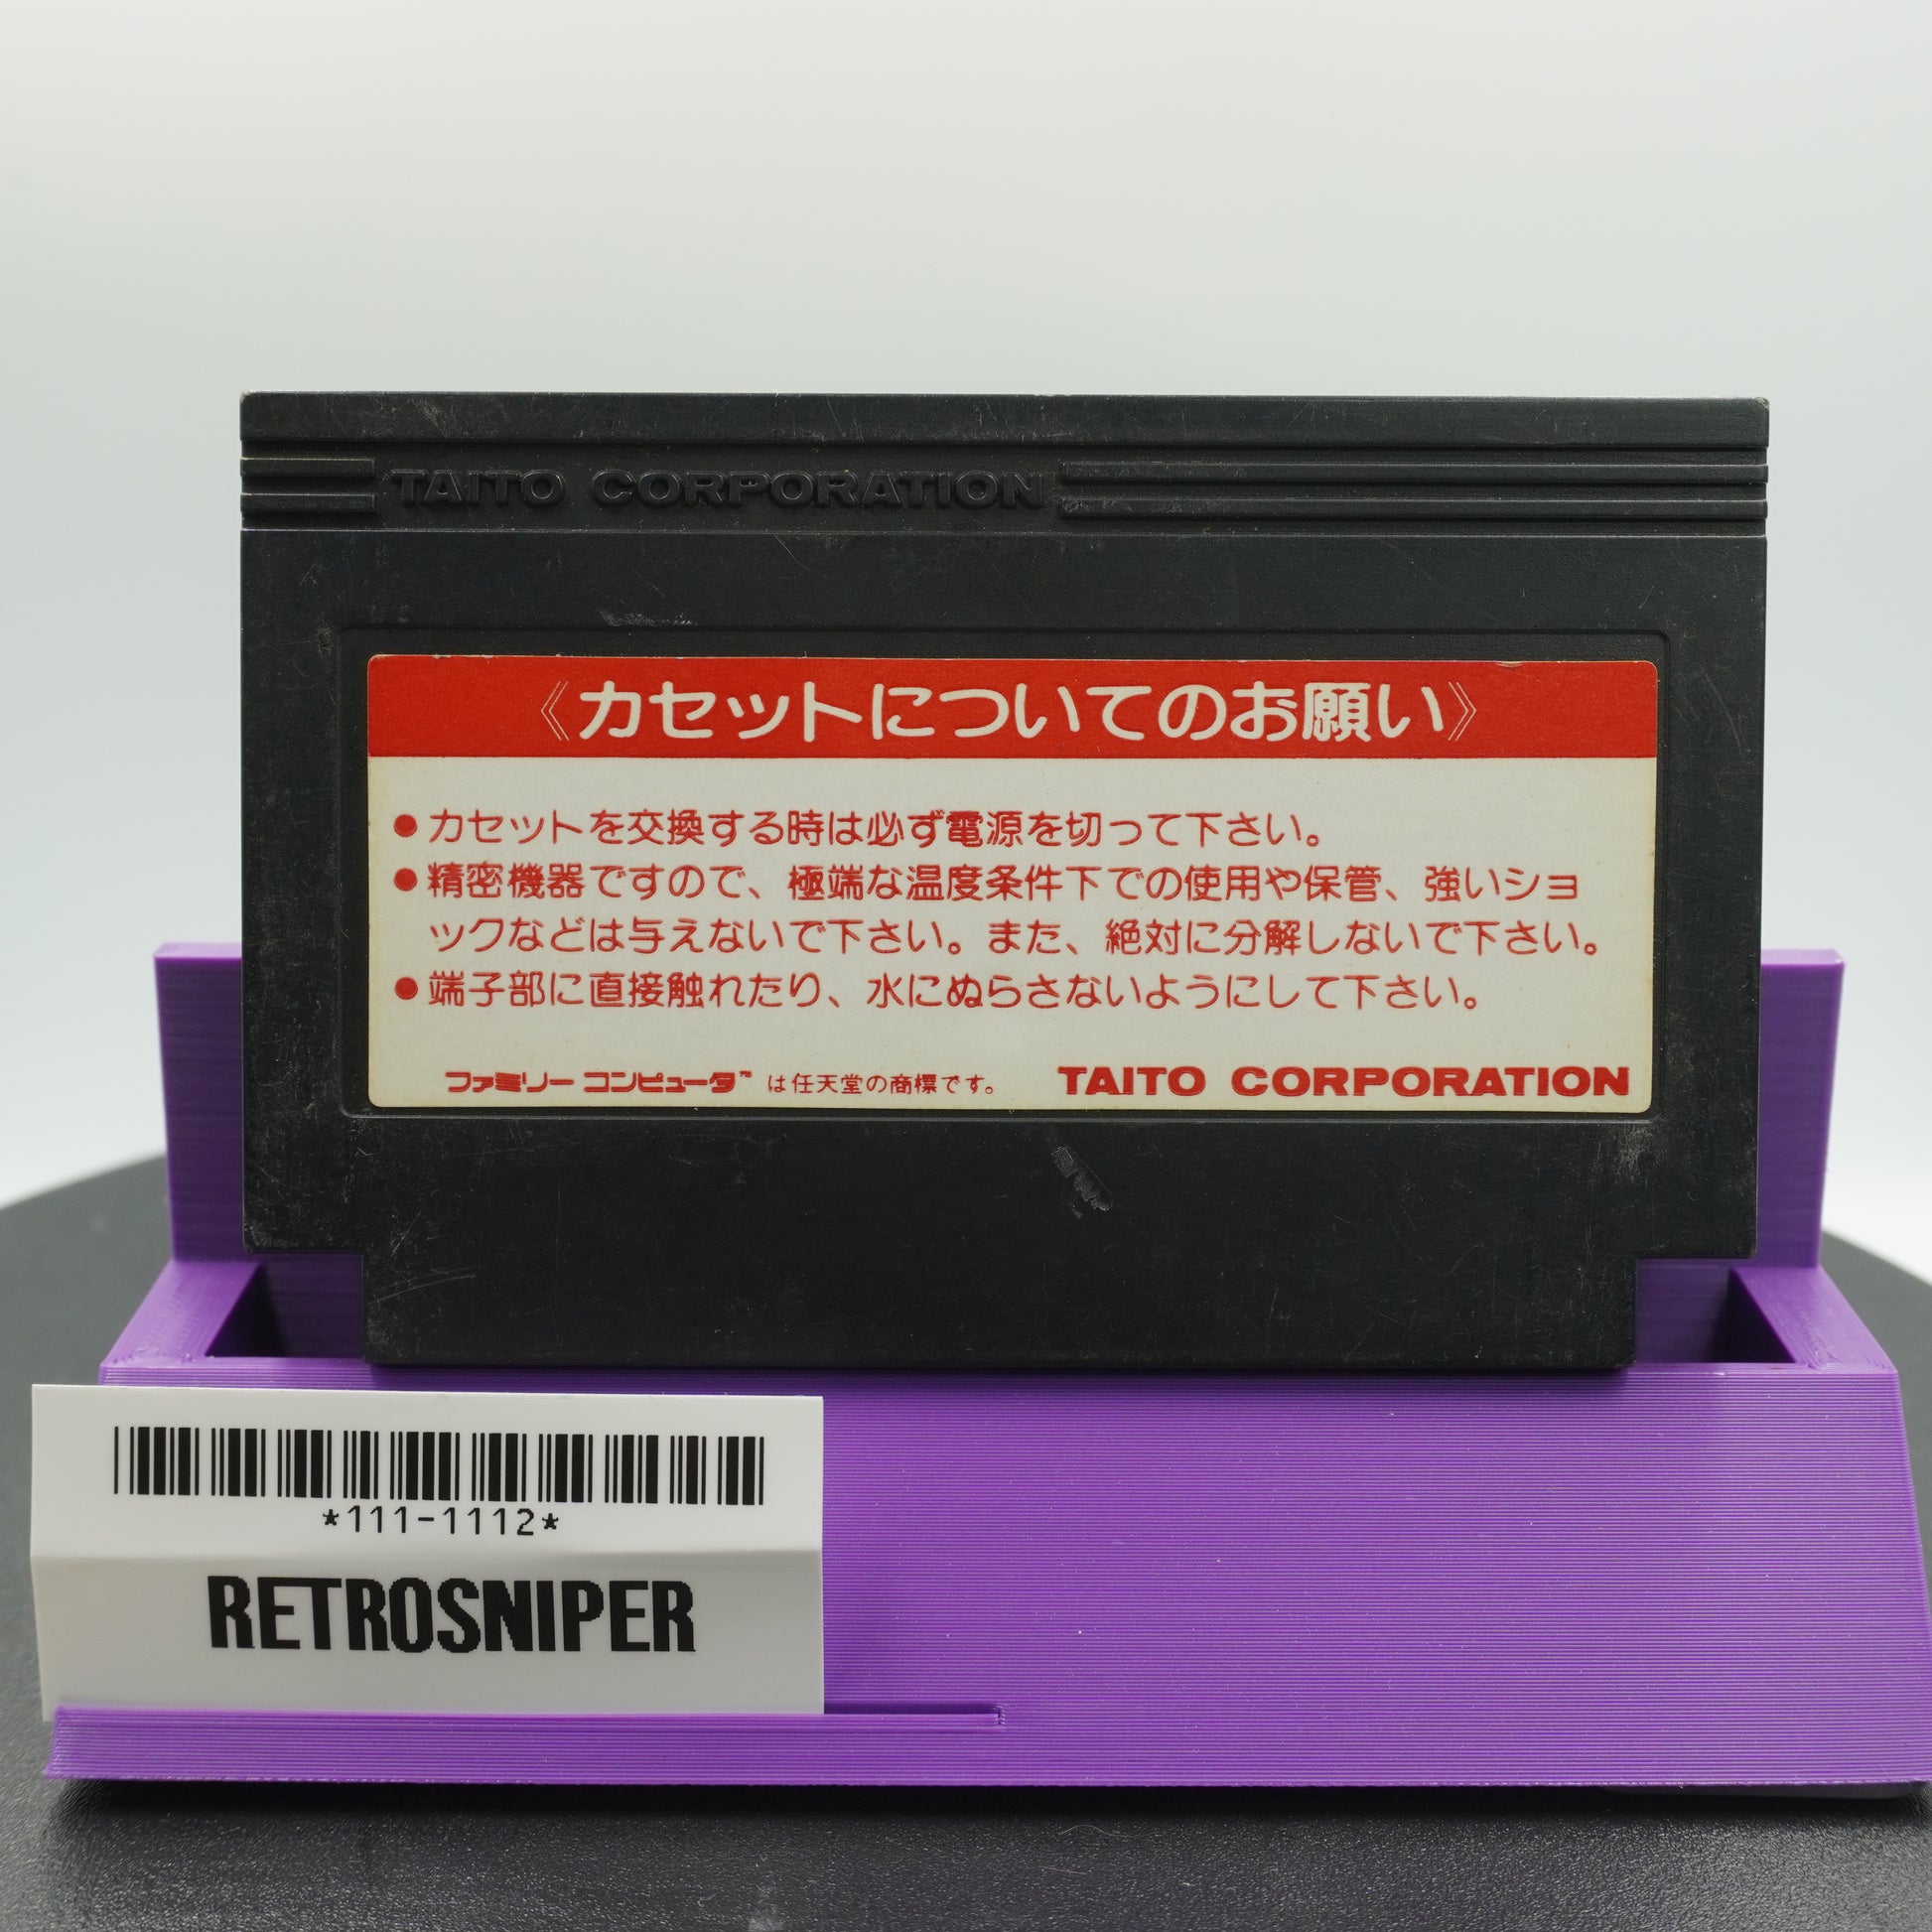 TAITO CORPORATION
《カセットについてのお願い》
●カセットを交換する時は必ず電源を切って下さい。
●精密機器ですので、極端な温度条件下での使用や保管、強いショ
ックなどは与えないで下さい。また、絶対に分解しないで下さい。
●端子部に直接触れたり、水にぬらさないようにして下さい。
ファミリー コンピュータ™ は任天堂の商標です。 TAITO CORPORATION
*111-1112*
RETROSNIPER